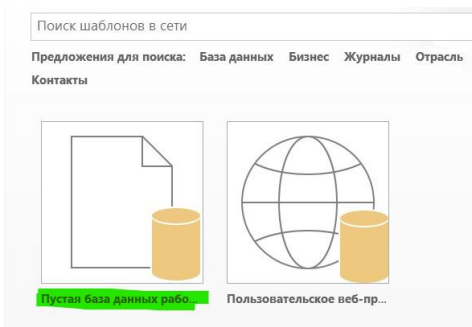 Поиск шаблонов в сети
Предложения для поиска: База данных Бизнес Журналы Отрасль
Контакты
Пустая база данных рабо...
Пользовательское веб-пр...